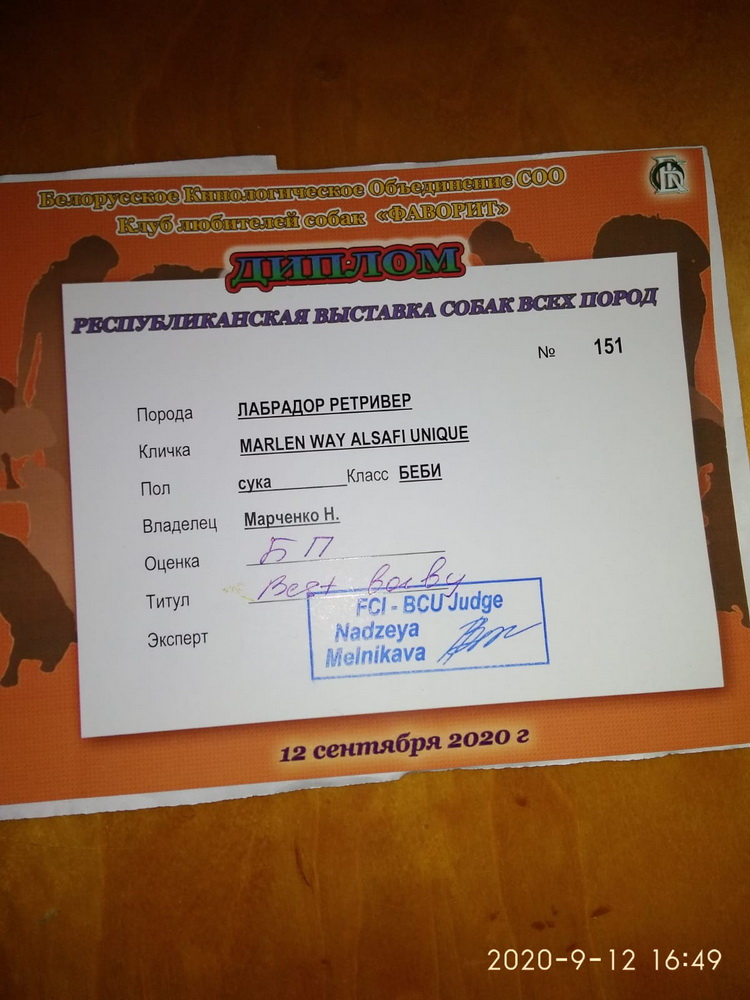 Белорусское Кинологическое Объединение СОО
Клуб любителей собак «ФАВОРИТ»
ДИПЛОМ
РЕСПУБЛИКАНСКАЯ ВЫСТАВКА СОБАК ВСЕХ ПОРОД
№ 151
Порода ЛАБРАДОР РЕТРИВЕР
Кличка MARLEN WAY ALSAFI UNIQUE
Пол сука Класс БЕБИ
Владелец Марченко Н.
Оценка БП
Титул Best
Эксперт
FCI - BCU Judge
Nadzeya
Melnikava
12 сентября 2020 г
2020-9-12 16:49